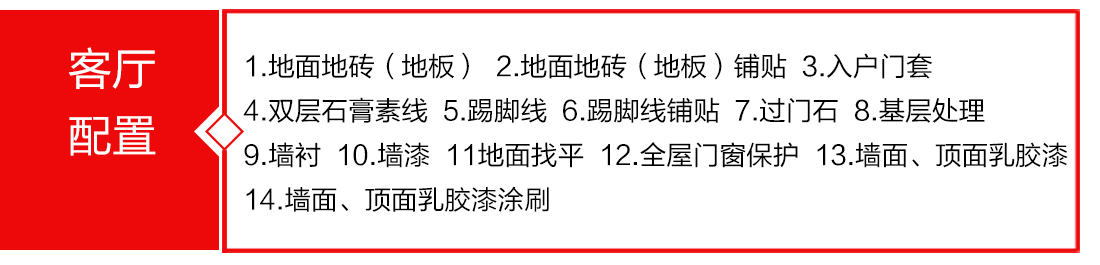 客厅
配置
1.地面地砖（地板） 2.地面地砖（地板）铺贴 3.入户门套
4.双层石膏素线 5.踢脚线 6.踢脚线铺贴 7.过门石 8.基层处理
9.墙衬 10.墙漆 11地面找平 12.全屋门窗保护 13.墙面、顶面乳胶漆
14.墙面、顶面乳胶漆涂刷